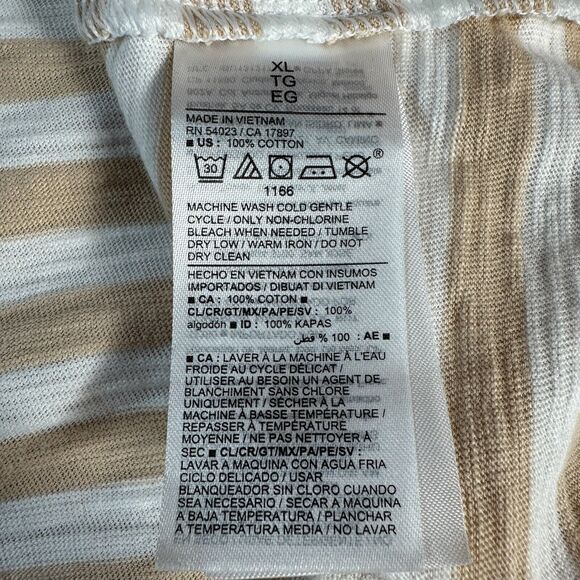 XL
TG
EG
MADE IN VIETNAM
RN 54023 / CA 17897
■ US : 100% COTTON
30
®
1166
MACHINE WASH COLD GENTLE
CYCLE / ONLY NON-CHLORINE
BLEACH WHEN NEEDED / TUMBLE
DRY LOW / WARM IRON / DO NOT
DRY CLEAN
HECHO EN VIETNAM CON INSUMOS
IMPORTADOS / DIBUAT DI VIETNAM
■ CA : 100% COTON ■
CL/CR/GT/MX/PA/PE/SV : 100%
algodón ■ ID : 100% KAPAS
■ AE : 100 % قطن
■ CA : LAVER À LA MACHINE À L'EAU
FROIDE AU CYCLE DÉLICAT /
UTILISER AU BESOIN UN AGENT DE
BLANCHIMENT SANS CHLORE
UNIQUEMENT / SÉCHER À LA
MACHINE À BASSE TEMPÉRATURE /
REPASSER À TEMPÉRATURE
MOYENNE / NE PAS NETTOYER À
SEC ■ CL/CR/GT/MX/PA/PE/SV :
LAVAR A MAQUINA CON AGUA FRIA
CICLO DELICADO / USAR
BLANQUEADOR SIN CLORO CUANDO
SEA NECESARIO / SECAR A MAQUINA
A BAJA TEMPERATURA / PLANCHAR
A TEMPERATURA MEDIA / NO LAVAR